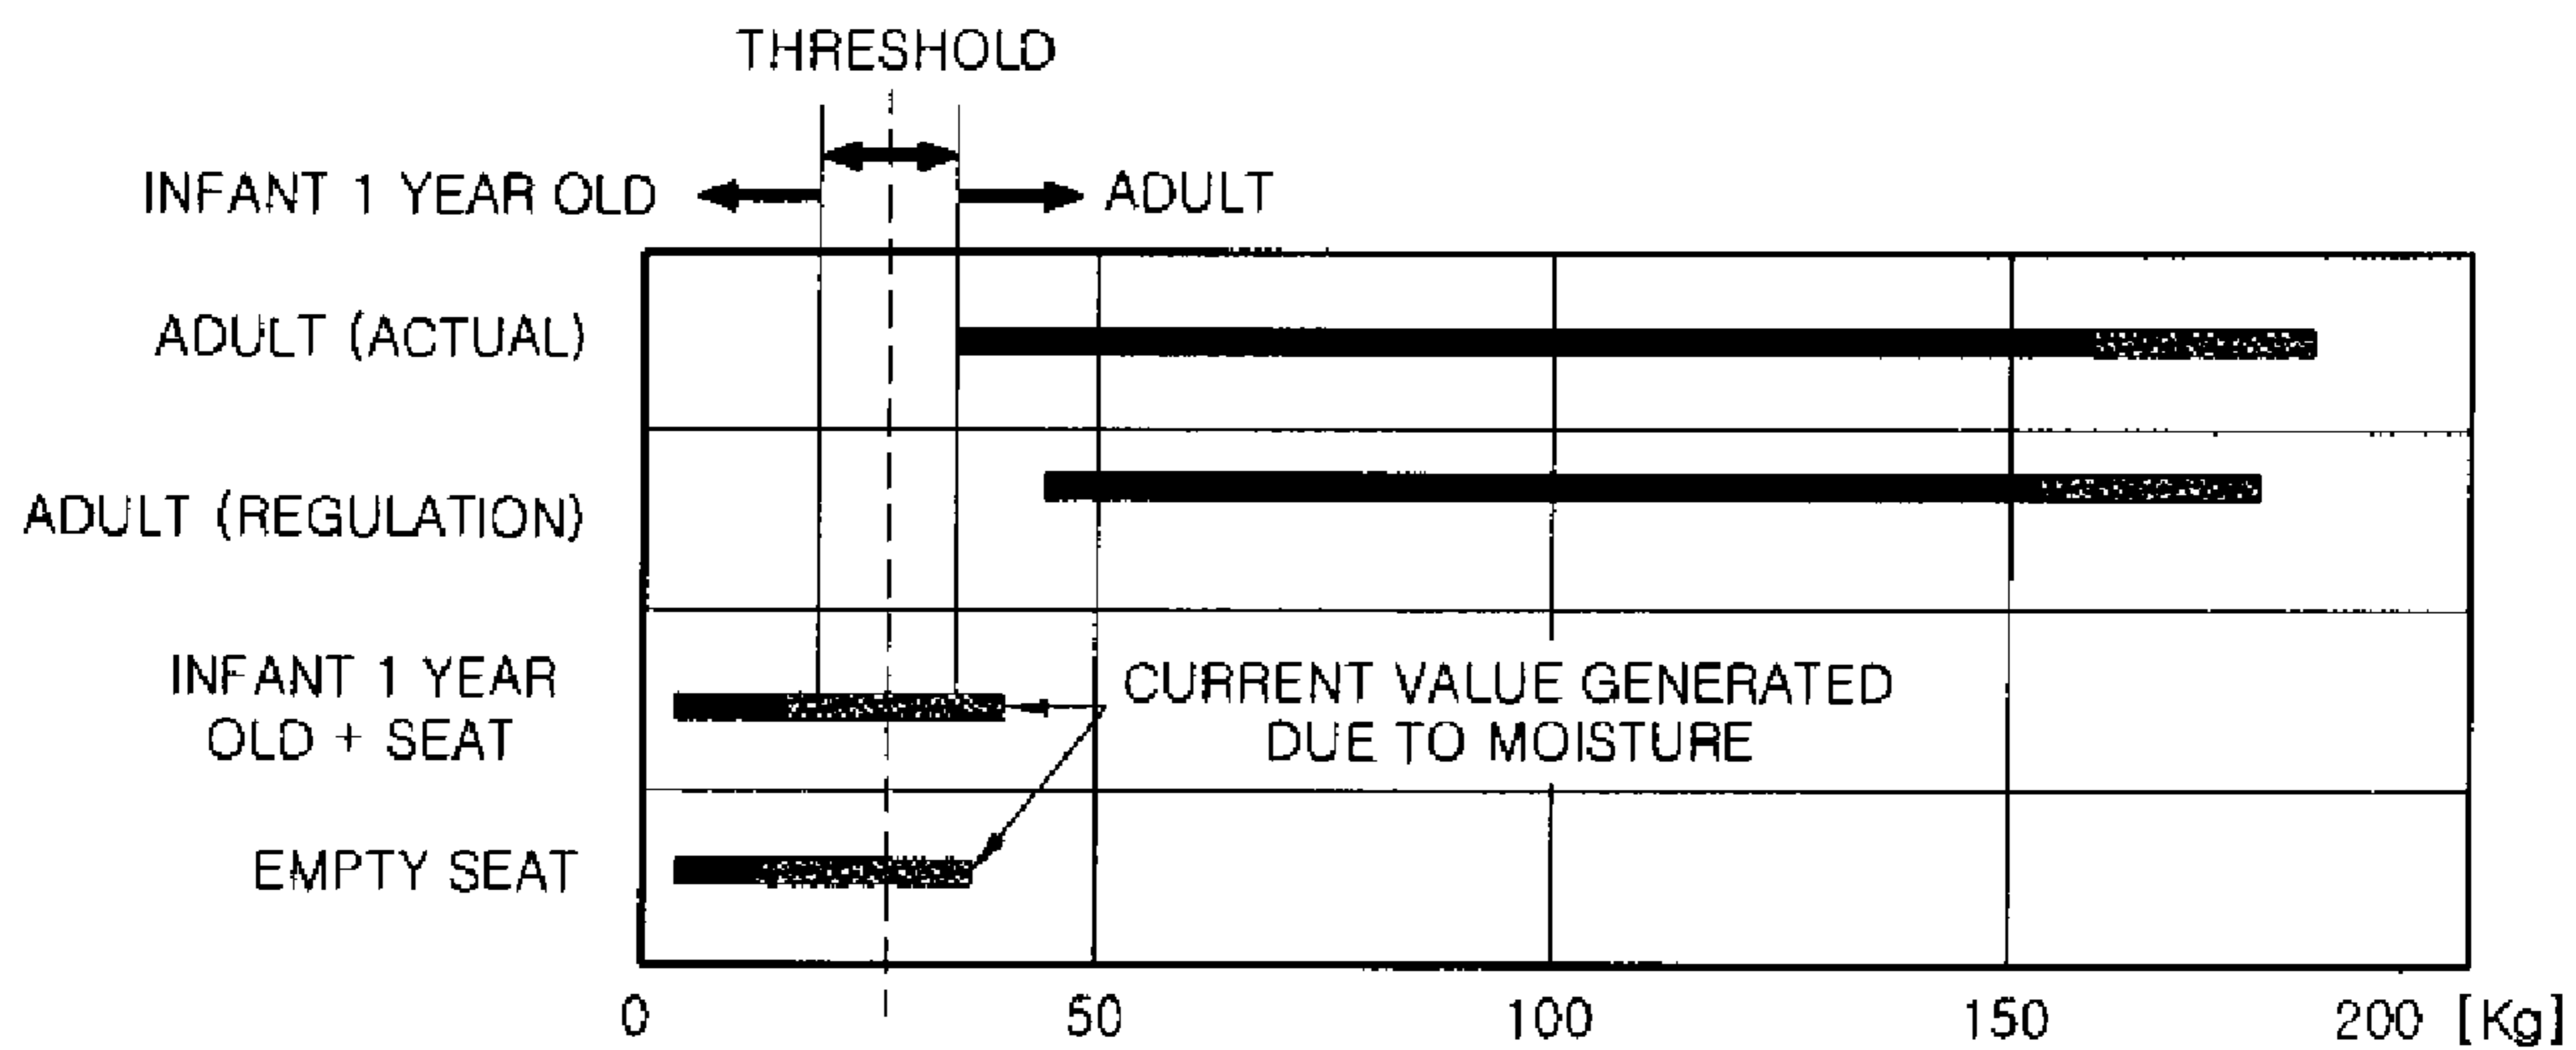 THRESHOLD
INFANT 1 YEAR OLD
ADULT
ADULT (ACTUAL)
ADULT (REGULATION)
INFANT 1 YEAR
OLD + SEAT
CURRENT VALUE GENERATED
DUE TO MOISTURE
EMPTY SEAT
0 50 100 150 200 [Kg]